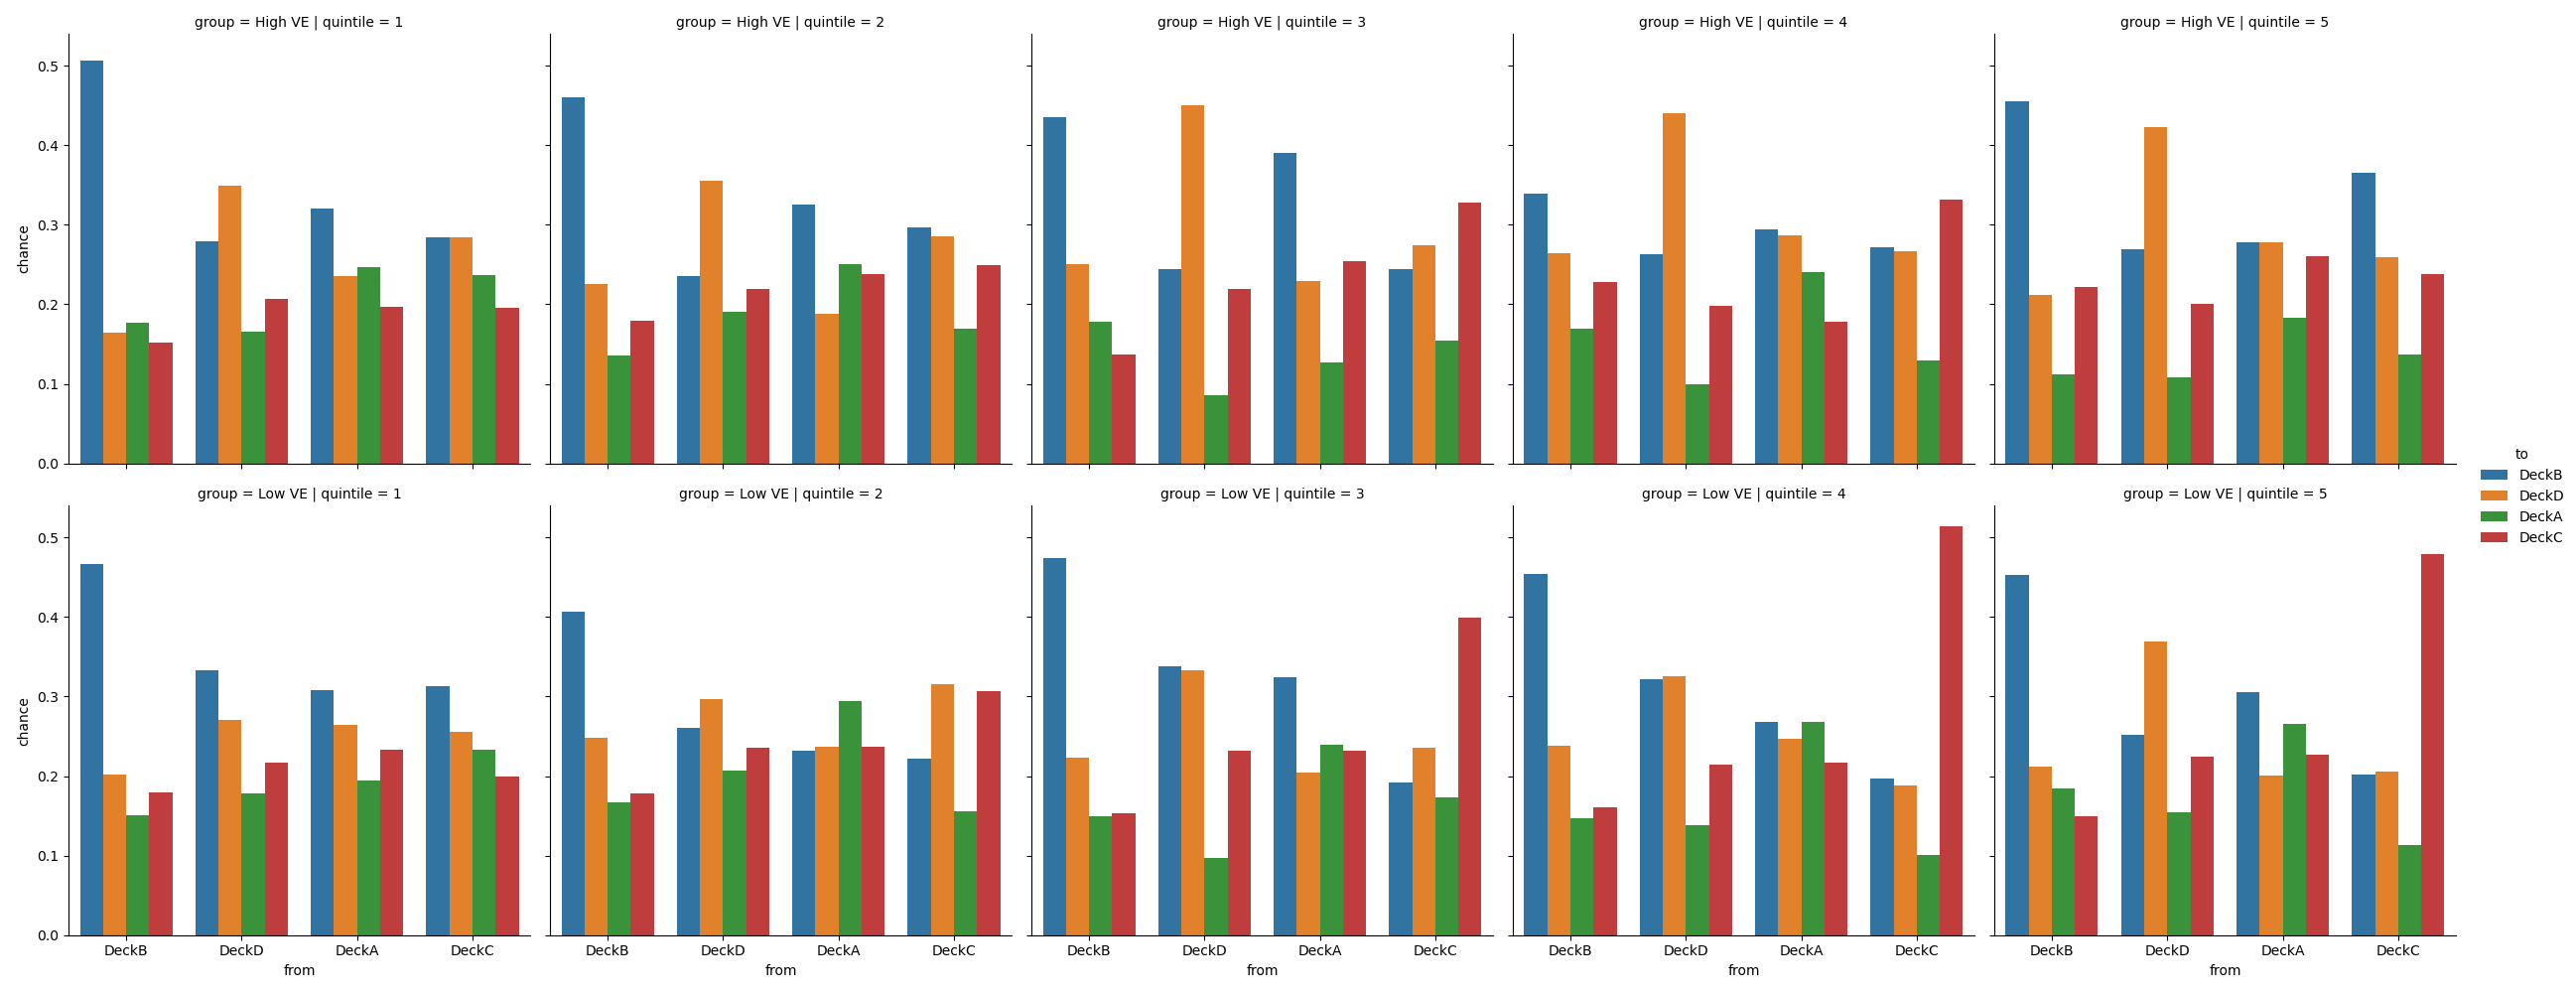 group = High VE | quintile = 1
group = High VE | quintile = 2
group = High VE | quintile = 3
group = High VE | quintile = 4
group = High VE | quintile = 5
chance
0.5
0.4
0.3
0.2
0.1
0.0
group = Low VE | quintile = 1
group = Low VE | quintile = 2
group = Low VE | quintile = 3
group = Low VE | quintile = 4
group = Low VE | quintile = 5
chance
0.5
0.4
0.3
0.2
0.1
0.0
DeckB DeckD DeckA DeckC
from
DeckB DeckD DeckA DeckC
from
DeckB DeckD DeckA DeckC
from
DeckB DeckD DeckA DeckC
from
DeckB DeckD DeckA DeckC
from
to
DeckB
DeckD
DeckA
DeckC